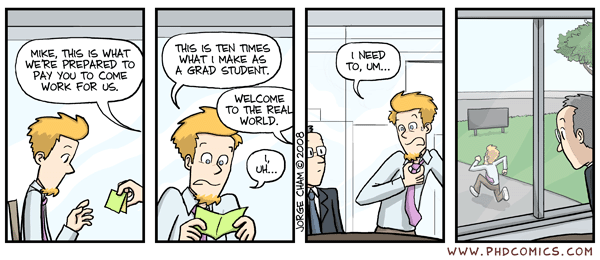 MIKE, THIS IS WHAT
WE'RE PREPARED TO
PAY YOU TO COME
WORK FOR US.
THIS IS TEN TIMES
WHAT I MAKE AS
A GRAD STUDENT.
WELCOME
TO THE REAL
WORLD.
I,
UH...
JORGE CHAM © 2008
I NEED
TO, UM...
WWW.PHDCOMICS.COM